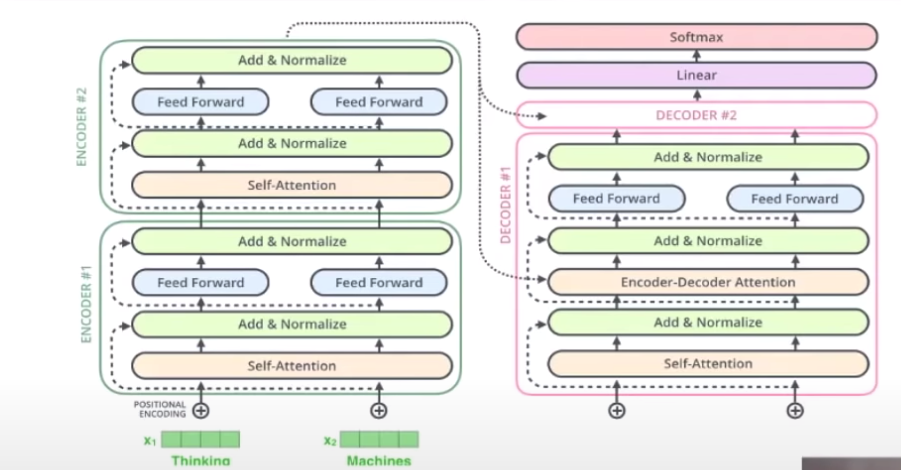 ENCODER #2
Add & Normalize
Feed Forward
Feed Forward
Add & Normalize
Self-Attention
ENCODER #1
Add & Normalize
Feed Forward
Feed Forward
Add & Normalize
Self-Attention
POSITIONAL
ENCODING
x₁
x₂
Thinking
Machines
Softmax
Linear
DECODER #2
DECODER #1
Add & Normalize
Feed Forward
Feed Forward
Add & Normalize
Encoder-Decoder Attention
Add & Normalize
Self-Attention